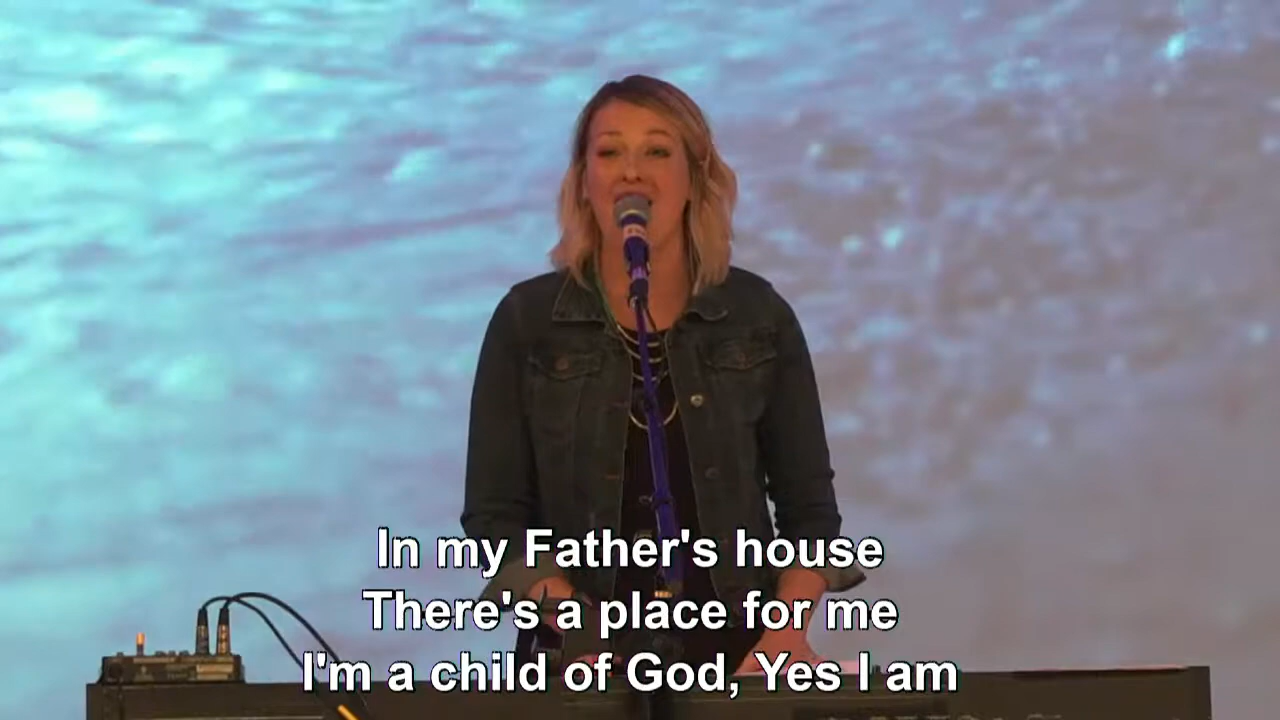 In my Father's house
There's a place for me
I'm a child of God, Yes I am